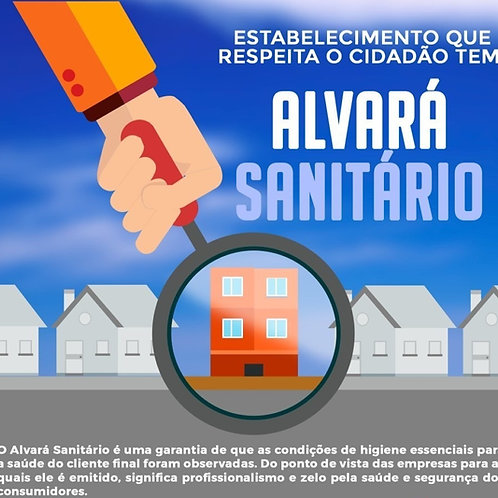 ESTABELECIMENTO QUE
RESPEITA O CIDADÃO TEM
ALVARÁ
SANITÁRIO
O Alvará Sanitário é uma garantia de que as condições de higiene essenciais par
a saúde do cliente final foram observadas. Do ponto de vista das empresas para a
quais ele é emitido, significa profissionalismo e zelo pela saúde e segurança do
consumidores.